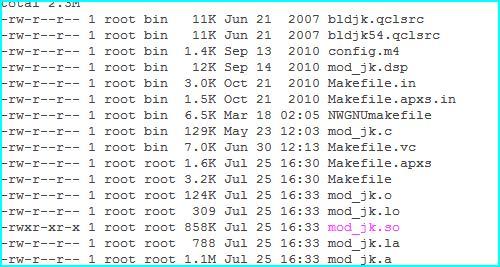 total 2.3M
-rw-r--r-- 1 root bin   11K Jun 21  2007 bldjk.qclsrc
-rw-r--r-- 1 root bin   11K Jun 21  2007 bldjk54.qclsrc
-rw-r--r-- 1 root bin  1.4K Sep 13  2010 config.m4
-rw-r--r-- 1 root bin   12K Sep 14  2010 mod_jk.dsp
-rw-r--r-- 1 root bin  3.0K Oct 21  2010 Makefile.in
-rw-r--r-- 1 root bin  1.5K Oct 21  2010 Makefile.apxs.in
-rw-r--r-- 1 root bin  6.5K Mar 18 02:05 NWGNUmakefile
-rw-r--r-- 1 root bin  129K May 23 12:03 mod_jk.c
-rw-r--r-- 1 root bin  7.0K Jun 30 12:13 Makefile.vc
-rw-r--r-- 1 root root 1.6K Jul 25 16:30 Makefile.apxs
-rw-r--r-- 1 root root 3.2K Jul 25 16:30 Makefile
-rw-r--r-- 1 root root 124K Jul 25 16:33 mod_jk.o
-rw-r--r-- 1 root root  309 Jul 25 16:33 mod_jk.lo
-rwxr-xr-x 1 root root 858K Jul 25 16:33 mod_jk.so
-rw-r--r-- 1 root root  788 Jul 25 16:33 mod_jk.la
-rw-r--r-- 1 root root 1.1M Jul 25 16:33 mod_jk.a